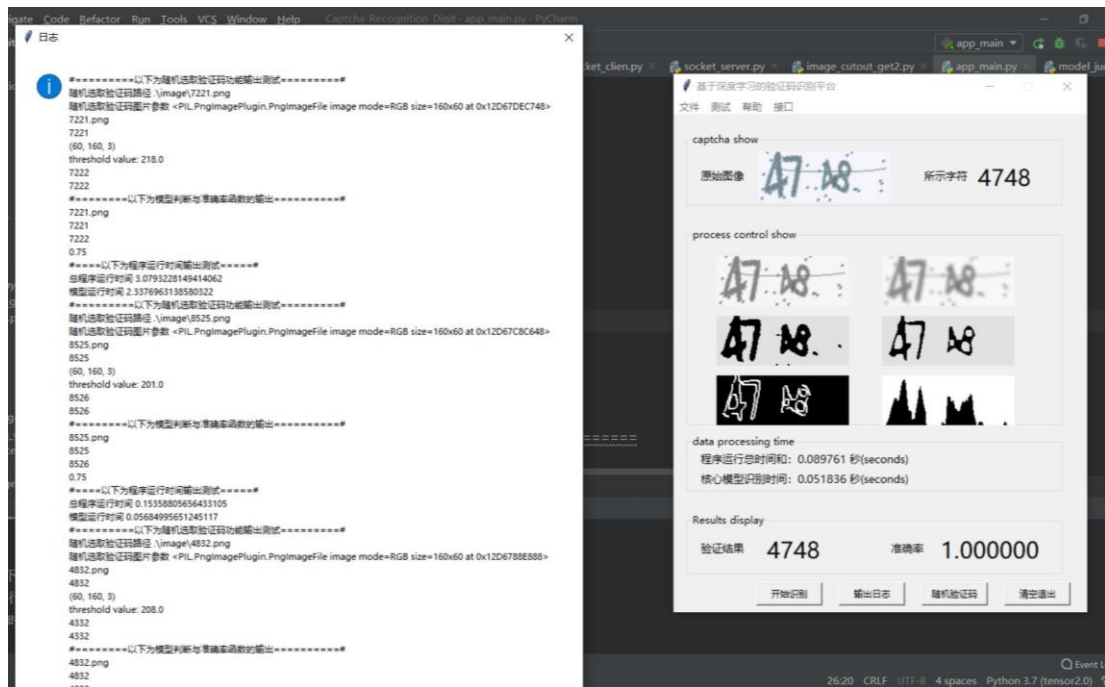 igate Code Refactor Run Tools VCS Window Help Captcha_Recognition_Digit - app_main.py - PyCharm
日志
app_main
ket_clien.py socket_server.py image_cutout_get2.py app_main.py model_ju
#=========以下为随机选取验证码功能输出测试=========#
随机选取验证码路径 .\image\7221.png
随机选取验证码图片参数 <PIL.PngImagePlugin.PngImageFile image mode=RGB size=160x60 at 0x12D67DEC748>
7221.png
7221
(60, 160, 3)
threshold value: 218.0
7222
7222
#=======以下为模型判断与准确率函数的输出==========#
7221.png
7221
7222
0.75
#====以下为程序运行时间输出测试=====#
总程序运行时间 3.0793228149414062
模型运行时间 2.3376963138580322
#=========以下为随机选取验证码功能输出测试=========#
随机选取验证码路径 .\image\8525.png
随机选取验证码图片参数 <PIL.PngImagePlugin.PngImageFile image mode=RGB size=160x60 at 0x12D67C8C648>
8525.png
8525
(60, 160, 3)
threshold value: 201.0
8526
8526
#=======以下为模型判断与准确率函数的输出==========#
8525.png
8525
8526
0.75
#====以下为程序运行时间输出测试=====#
总程序运行时间 0.15358805656433105
模型运行时间 0.05684995651245117
#=========以下为随机选取验证码功能输出测试=========#
随机选取验证码路径 .\image\4832.png
随机选取验证码图片参数 <PIL.PngImagePlugin.PngImageFile image mode=RGB size=160x60 at 0x12D6788E888>
4832.png
4832
(60, 160, 3)
threshold value: 208.0
4332
4332
#=======以下为模型判断与准确率函数的输出==========#
4832.png
4832
基于深度学习的验证码识别平台
文件 测试 帮助 接口
captcha show
原始图像 47 A8 所示字符 4748
process control show
47 A8 47 A8
47 A8 47 A8
47 A8
data processing time
程序运行总时间和: 0.089761 秒(seconds)
核心模型识别时间: 0.051836 秒(seconds)
Results display
验证结果 4748 准确率 1.000000
开始识别 输出日志 随机验证码 清空退出
======
Event L
26:20 CRLF UTF-8 4 spaces Python 3.7 (tensor2.0)